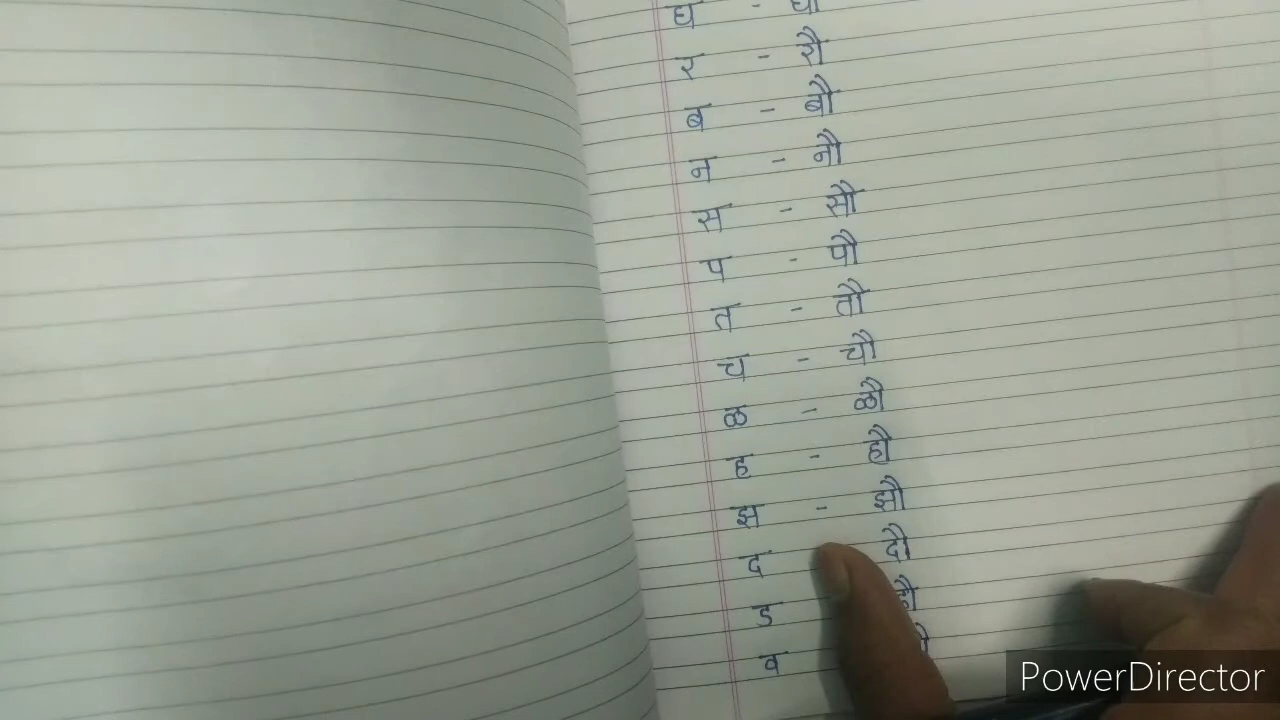 घ - घौ
र - रौ
ब - बौ
न - नौ
स - सौ
प - पौ
त - तौ
च - चौ
ळ - ळौ
ह - हौ
झ - झौ
द दौ
ड
व
PowerDirector